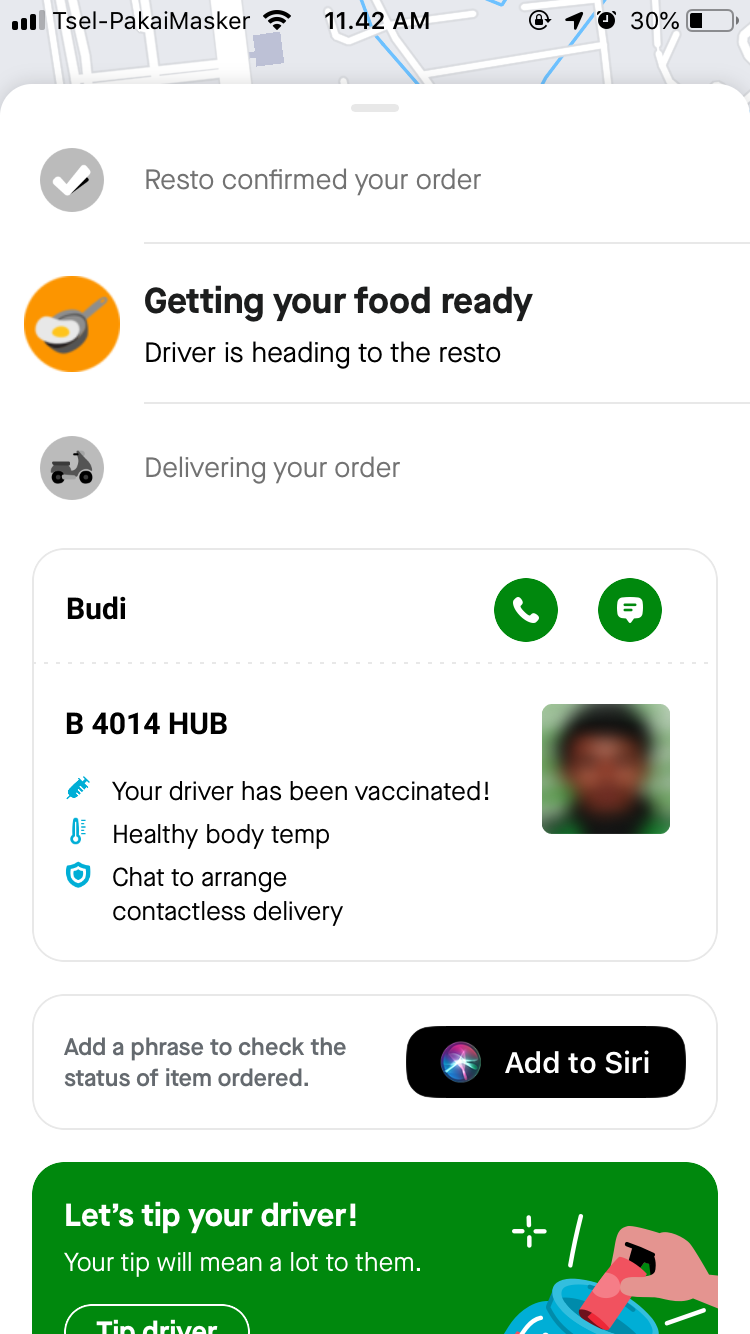 Tsel-PakaiMasker 11.42 AM 30%
Resto confirmed your order
Getting your food ready
Driver is heading to the resto
Delivering your order
Budi
B 4014 HUB
Your driver has been vaccinated!
Healthy body temp
Chat to arrange
contactless delivery
Add a phrase to check the
status of item ordered.
Add to Siri
Let’s tip your driver!
Your tip will mean a lot to them.
Tip driver